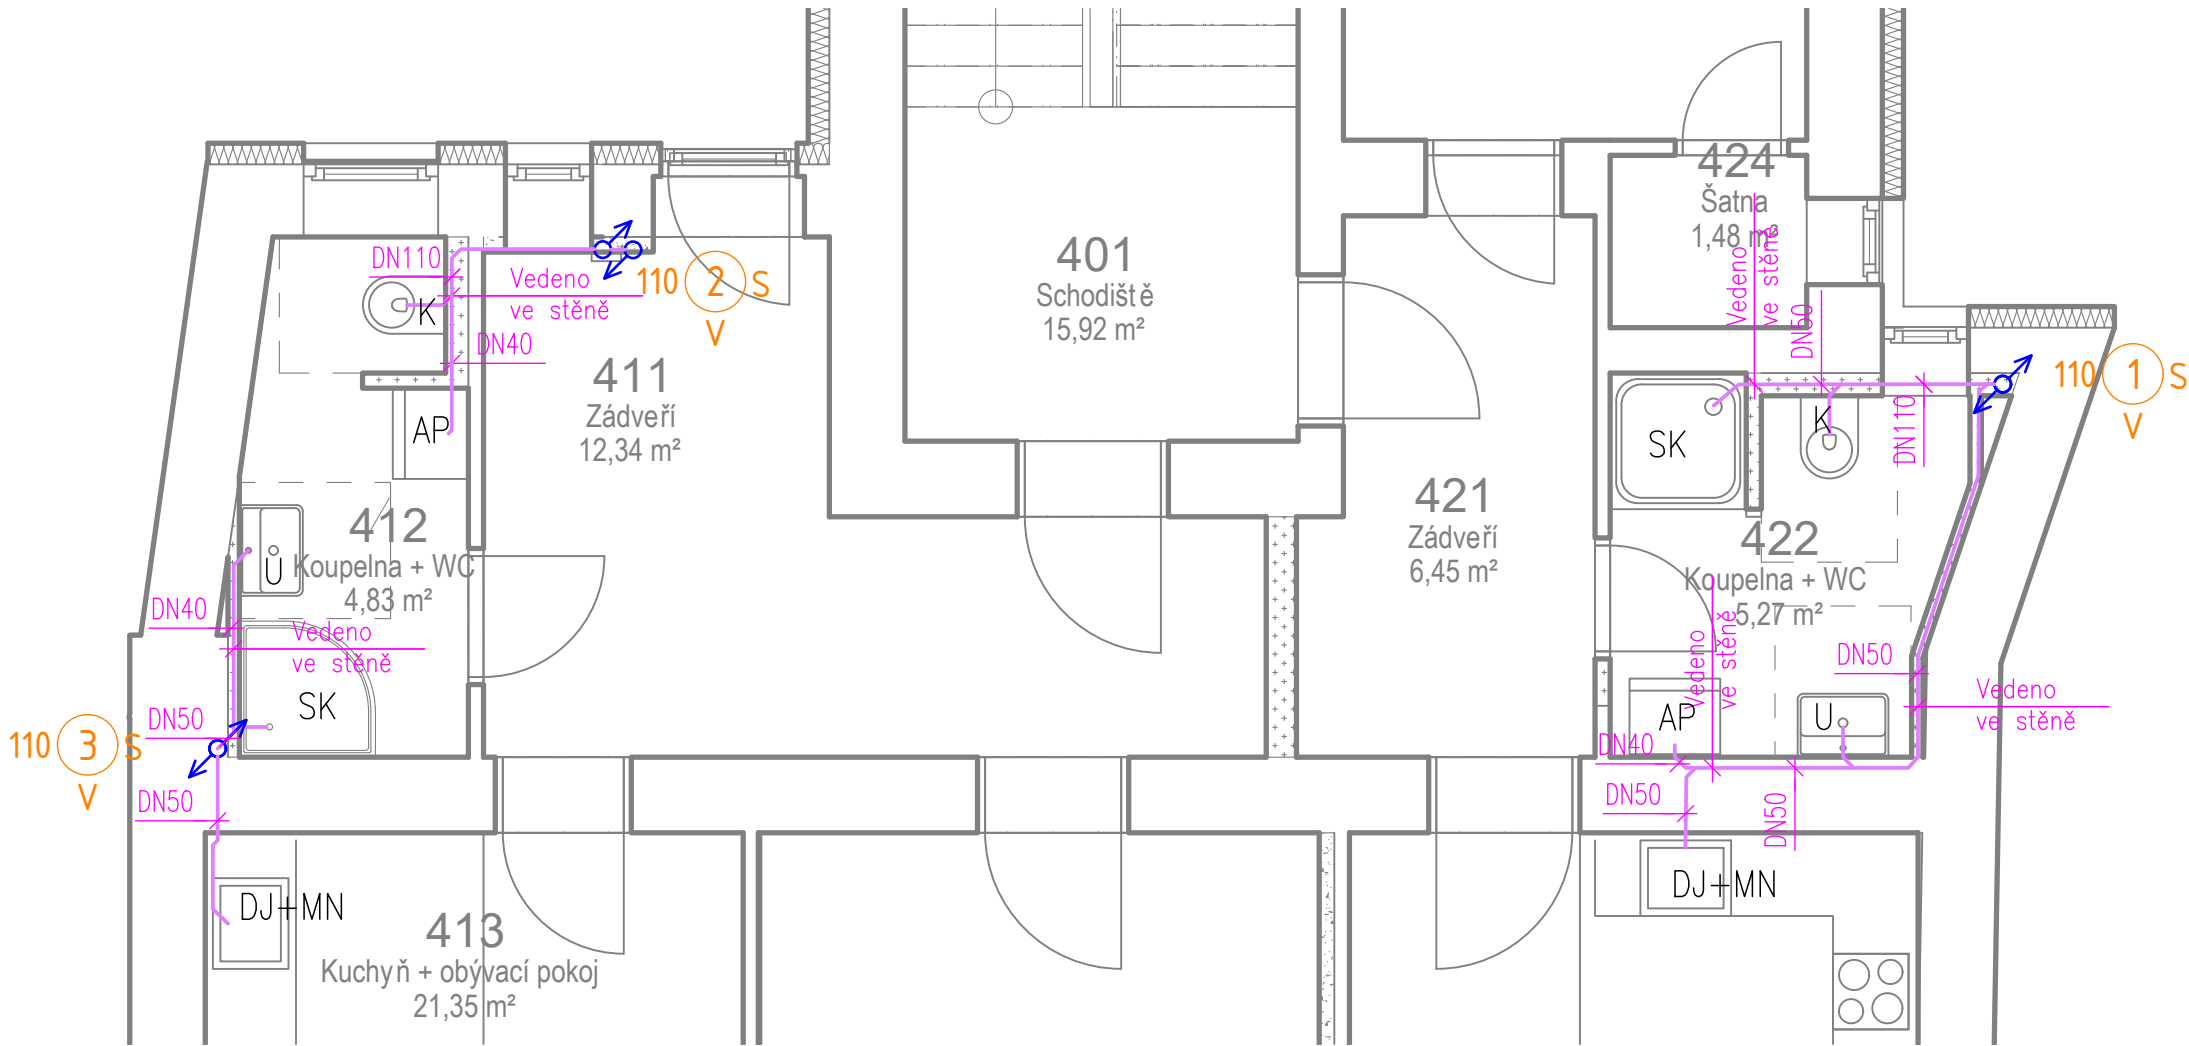 424
Šatna
1,48 m²
Vedeno
ve stěně
DN50
401
Schodiště
15,92 m²
DN110
Vedeno
ve stěně
K
DN40
110 2 S
V
110 1 S
V
411
Zádveří
12,34 m²
AP
SK
K
DN110
421
Zádveří
6,45 m²
412
Koupelna + WC
4,83 m²
U
422
Koupelna + WC
5,27 m²
DN40
Vedeno
ve stěně
SK
DN50
110 3 S
V
DN50
Vedeno
ve stěně
DN50
Vedeno
ve stěně
AP
U
DN40
DN50
DN50
DJ+MN
DJ+MN
413
Kuchyň + obývací pokoj
21,35 m²